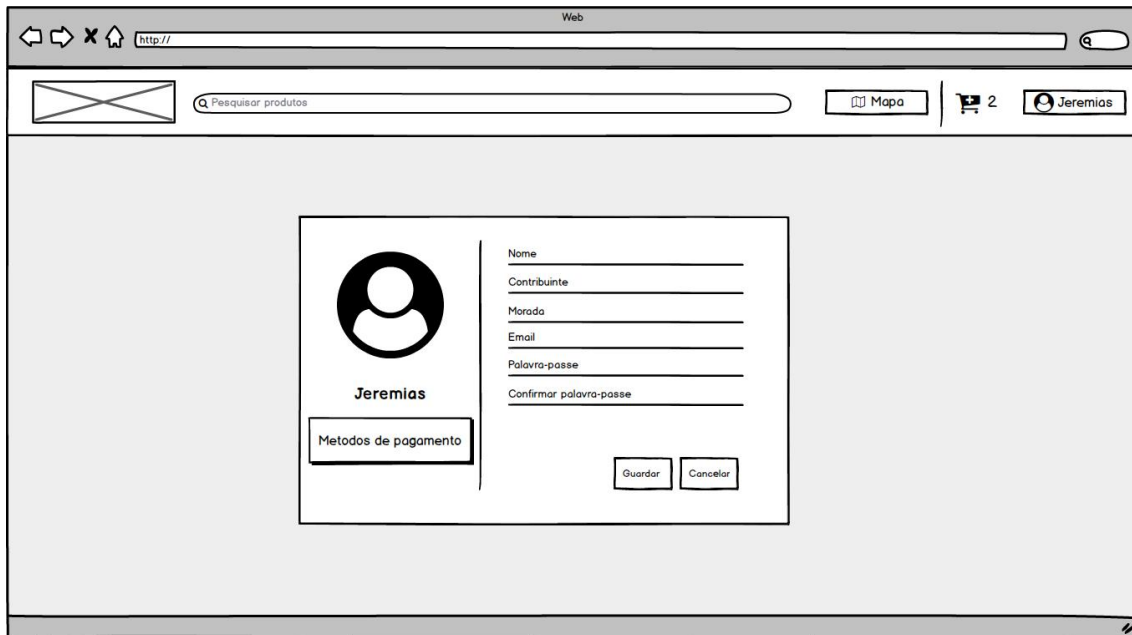 Web
http://
Pesquisar produtos
Mapa
2
Jeremias
Jeremias
Metodos de pagamento
Nome
Contribuinte
Morada
Email
Palavra-passe
Confirmar palavra-passe
Guardar
Cancelar